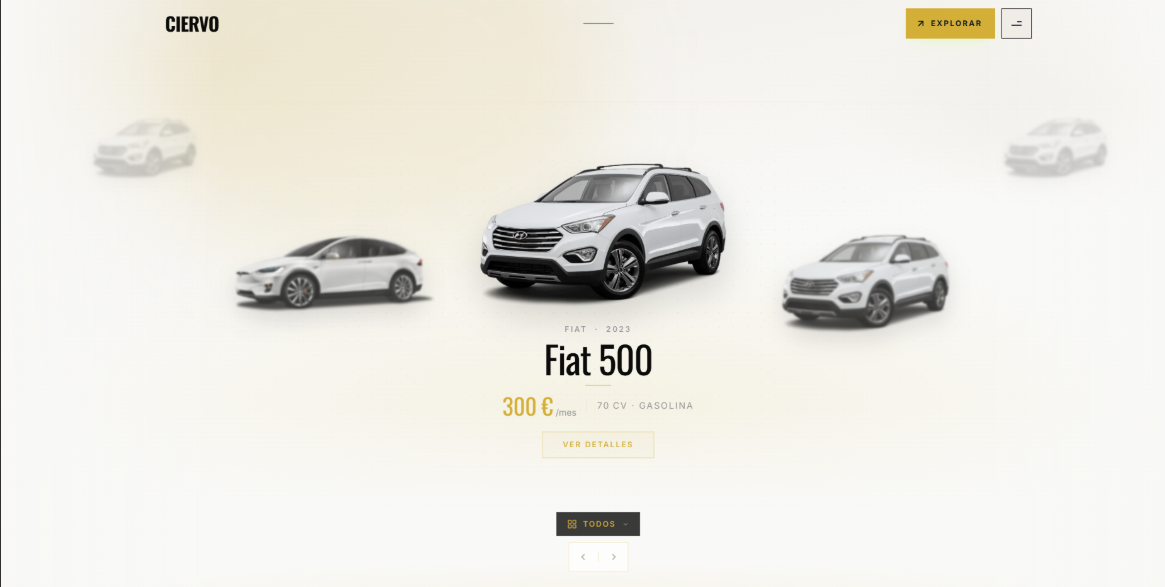 CIERVO
EXPLORAR
FIAT · 2023
Fiat 500
300 € /mes 70 CV · GASOLINA
VER DETALLES
TODOS